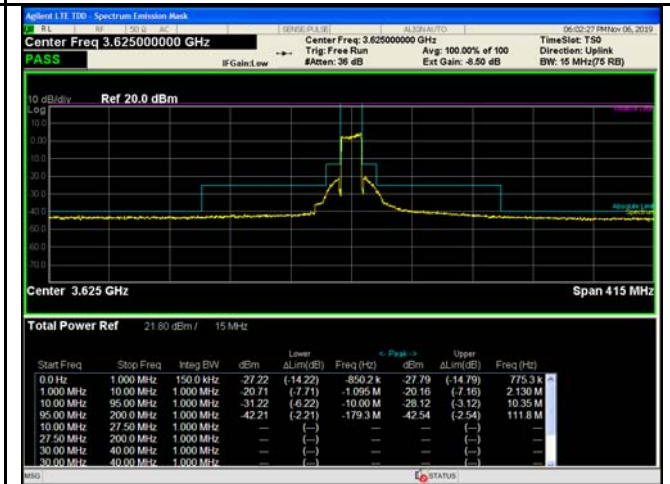 Agilent LTE TDD - Spectrum Emission Mask
RL RF 50 Ω AC SENSE:PULSE ALIGN AUTO 06:02:27 PM Nov 06, 2019
Center Freq 3.625000000 GHz Center Freq: 3.625000000 GHz TimeSlot: TS0
Trig: Free Run Avg: 100.00% of 100 Direction: Uplink
PASS IFGain:Low #Atten: 36 dB Ext Gain: -8.50 dB BW: 15 MHz(75 RB)
10 dB/div Ref 20.0 dBm
Log
10.0
0.00
10.0
20.0
30.0
40.0
Absolute Limit
Spectrum
60.0
70.0
Center 3.625 GHz Span 415 MHz
Total Power Ref 21.80 dBm / 15 MHz
Lower <- Peak -> Upper
Start Freq Stop Freq Integ BW dBm ΔLim(dB) Freq (Hz) dBm ΔLim(dB) Freq (Hz)
0.0 Hz 1.000 MHz 150.0 kHz -27.22 (-14.22) -850.2 k -27.79 (-14.79) 775.3 k
1.000 MHz 10.00 MHz 1.000 MHz -20.71 (-7.71) -1.095 M -20.16 (-7.16) 2.130 M
10.00 MHz 95.00 MHz 1.000 MHz -31.22 (-6.22) -10.00 M -28.12 (-3.12) 10.35 M
95.00 MHz 200.0 MHz 1.000 MHz -42.21 (-2.21) -179.3 M -42.54 (-2.54) 111.8 M
10.00 MHz 27.50 MHz 1.000 MHz --- (---) --- --- (---) ---
27.50 MHz 200.0 MHz 1.000 MHz --- (---) --- --- (---) ---
30.00 MHz 40.00 MHz 1.000 MHz --- (---) --- --- (---) ---
30.00 MHz 40.00 MHz 1.000 MHz --- (---) --- --- (---) ---
MSG STATUS